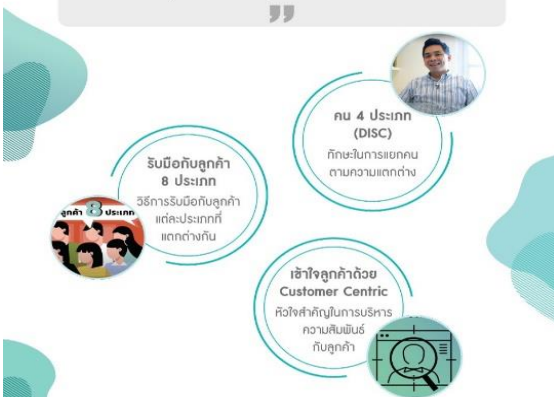 ”
คน 4 ประเภท
(DISC)
ทักษะในการแยกคน
ตามความแตกต่าง
รับมือกับลูกค้า
8 ประเภท
วิธีการรับมือกับลูกค้า
แต่ละประเภทที่
แตกต่างกัน
ลูกค้า 8 ประเภท
เข้าใจลูกค้าด้วย
Customer Centric
หัวใจสำคัญในการบริหาร
ความสัมพันธ์
กับลูกค้า